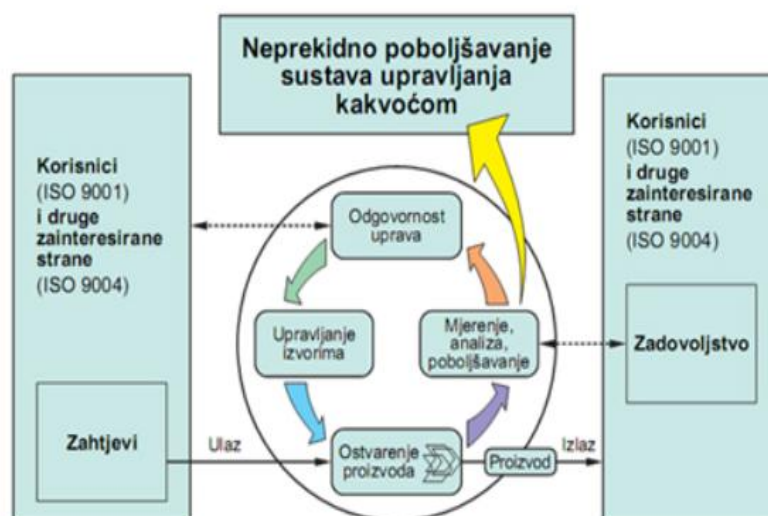 Neprekidno poboljšavanje
sustava upravljanja
kakvoćom
Korisnici
(ISO 9001)
i druge
zainteresirane
strane
(ISO 9004)
Zahtjevi
Ulaz
Odgovornost
uprava
Upravljanje
izvorima
Mjerenje,
analiza,
poboljšavanje
Ostvarenje
proizvoda
Proizvod
Izlaz
Korisnici
(ISO 9001)
i druge
zainteresirane
strane
(ISO 9004)
Zadovoljstvo